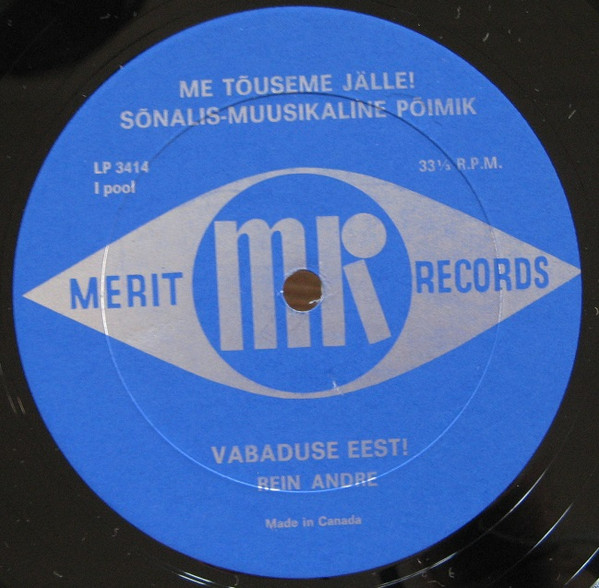 ME TÕUSEME JÄLLE!
SÕNALIS-MUUSIKALINE PÕIMIK
LP 3414
I pool
33⅓ R.P.M.
MERIT mR RECORDS
VABADUSE EEST!
REIN ANDRE
Made in Canada